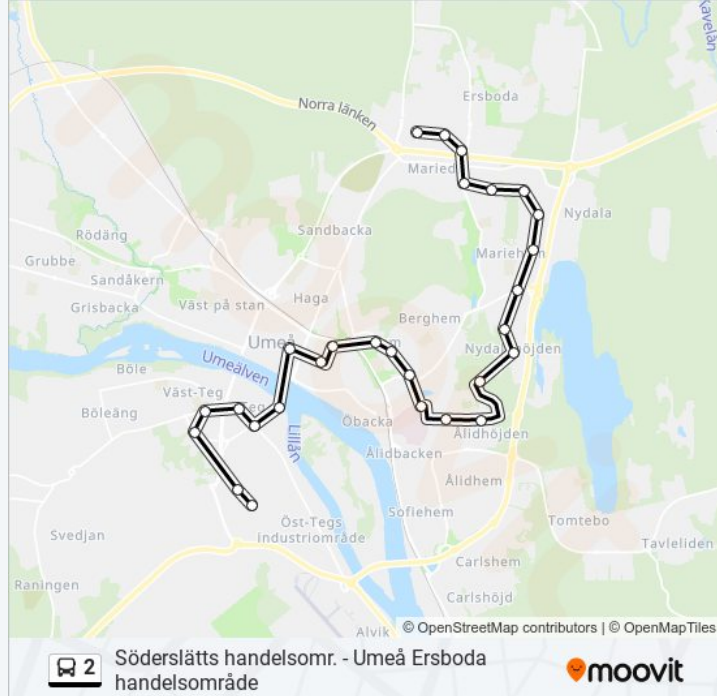 Kavelån
Ersboda
Norra länken
Maried
Nydala
Sandbacka
Rödäng
Mariehem
Grubbe
Sandåkern
Haga
Grisbacka
Väst på stan
Berghem
Umeå
Nydalahöjden
Umeälven
Böle
Väst-Teg
Teg
Böleäng
Öbacka
Lillån
Ålidhöjden
Ålidbacken
Ålidhem
Sofiehem
Svedjan
Öst-Tegs
industriområde
Tomtebo
Tavleliden
Carlshem
Raningen
Carlshöjd
Alvik
© OpenStreetMap contributors | © OpenMapTiles
2
Söderslätts handelsomr. - Umeå Ersboda
handelsområde
moovit